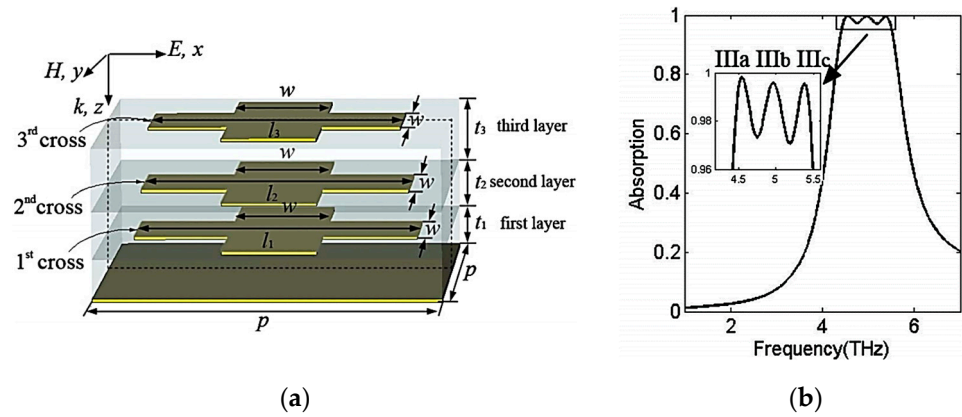 E, x
H, y
k, z
w
l3
w
t3 third layer
3rd cross
w
l2
w
t2 second layer
2nd cross
w
l1
w
t1 first layer
1st cross
p
p
(a)
b)
1
0.8
0.6
0.4
0.2
0
Absorption
IIIa IIIb IIIc
1
0.98
0.96
4.5 5 5.5
2 4 6
Frequency(THz)
(b)